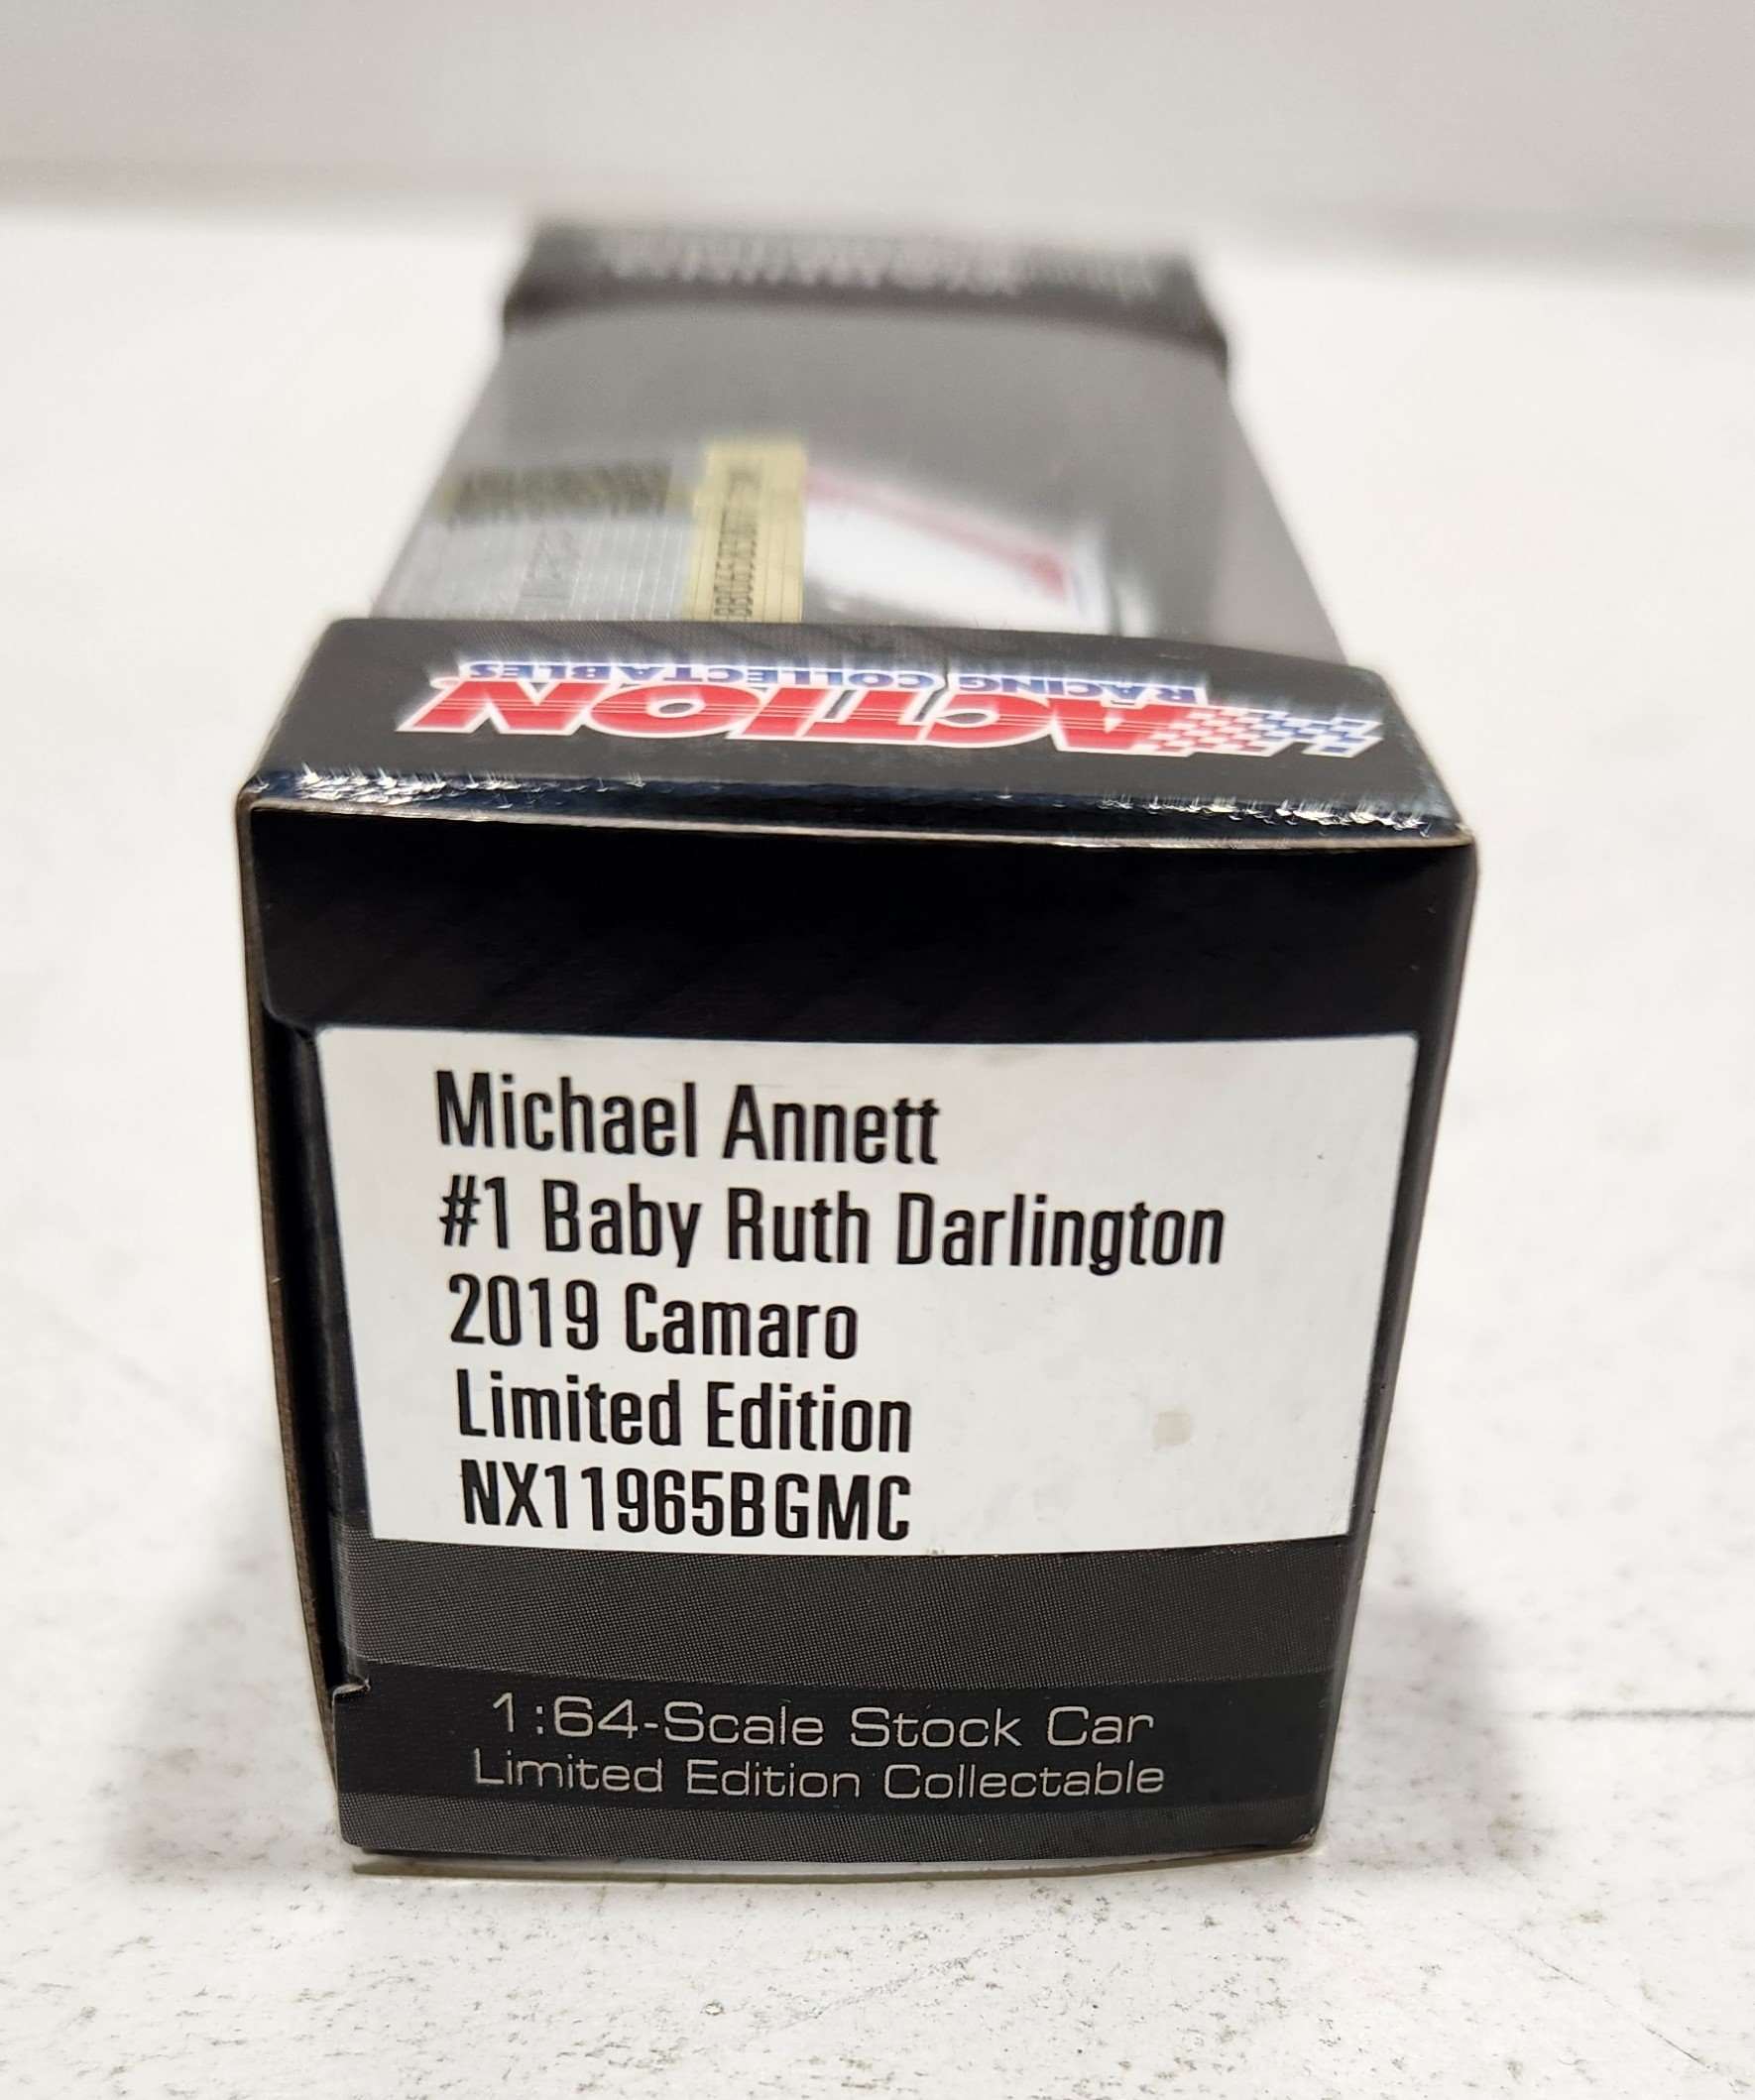 ACTION
RACING COLLECTABLES
Michael Annett
#1 Baby Ruth Darlington
2019 Camaro
Limited Edition
NX11965BGMC
1:64-Scale Stock Car
Limited Edition Collectable